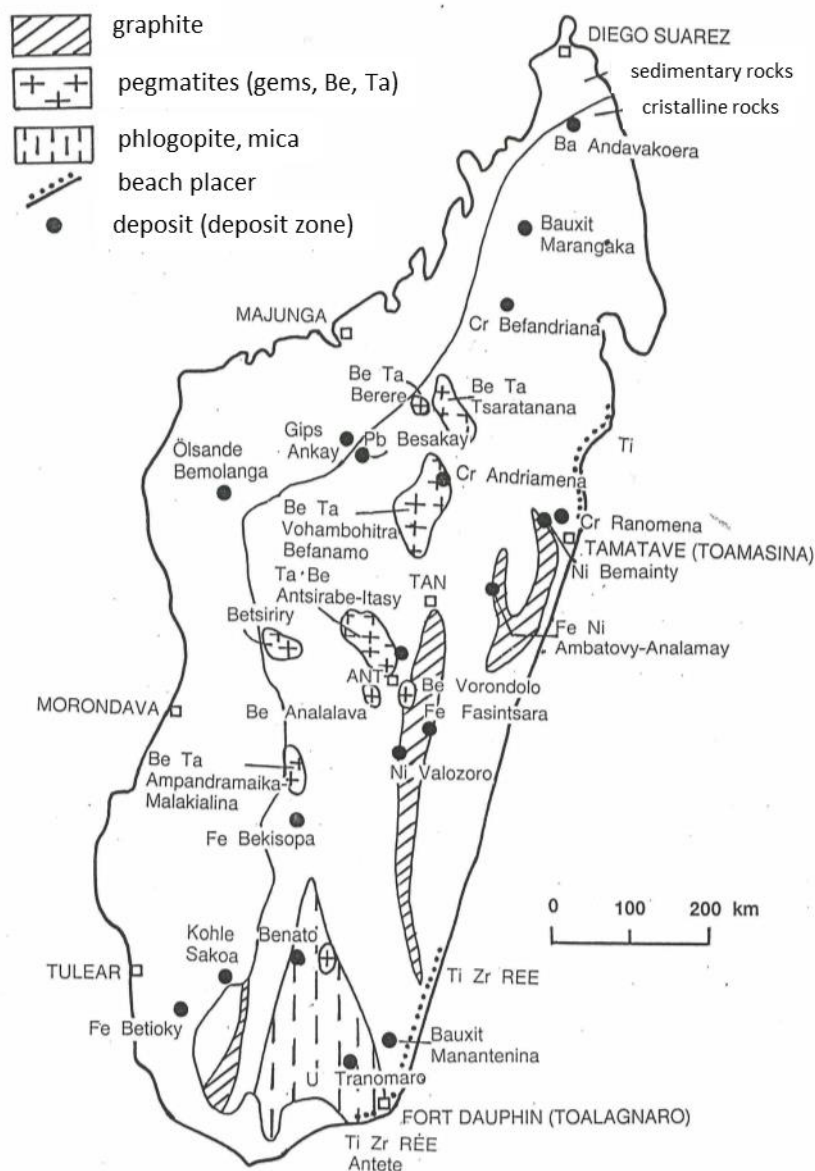 graphite
pegmatites (gems, Be, Ta)
phlogopite, mica
beach placer
deposit (deposit zone)
DIEGO SUAREZ
sedimentary rocks
cristalline rocks
Ba Andavakoera
Bauxit
Marangaka
Cr Befandriana
MAJUNGA
Be Ta
Berere
Be Ta
Tsaratanana
Gips
Ankay
Pb Besakay
Ti
Ölsande
Bemolanga
Cr Andriamena
Be Ta
Vohambohitra
Befanamo
Cr Ranomena
TAMATAVE (TOAMASINA)
Ni Bemainty
Ta Be
Antsirabe-Itasy
TAN
Betsiriry
Fe Ni
Ambatovy-Analamay
ANT
Be Vorondolo
MORONDAVA
Be Analalava
Fe Fasintsara
Be Ta
Ampandramaika-
Malakialina
Ni Valozoro
Fe Bekisopa
0 100 200 km
Kohle
Sakoa
Benato
TULEAR
Ti Zr REE
Fe Betioky
Bauxit
Manantenina
U Tranomaro
FORT DAUPHIN (TOALAGNARO)
Ti Zr RÉE
Antete